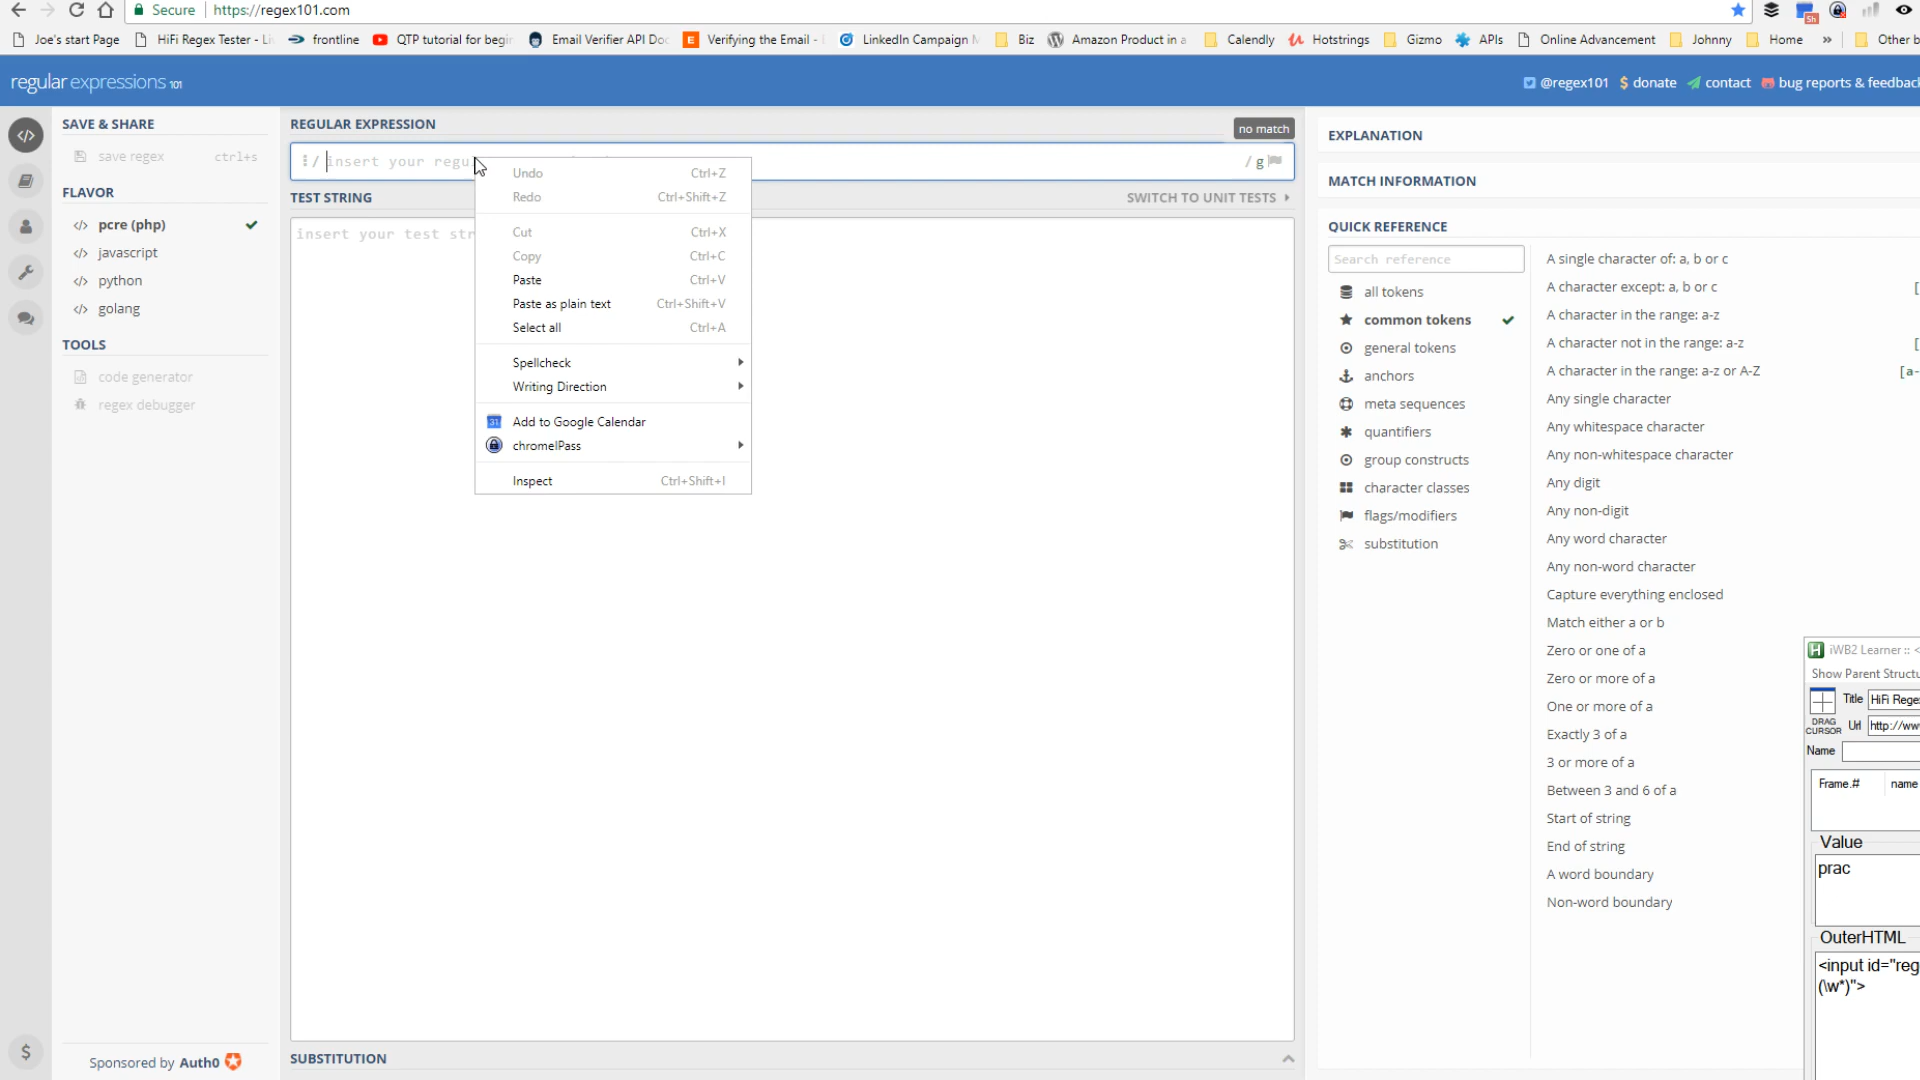 Secure https://regex101.com
Sh
Joe's start Page HiFi Regex Tester - Li frontline QTP tutorial for begin Email Verifier API Doc Verifying the Email - LinkedIn Campaign M Biz Amazon Product in a Calendly Hotstrings Gizmo APIs Online Advancement Johnny Home » Other b
regular expressions 101
@regex101 $ donate contact bug reports & feedback
SAVE & SHARE
save regex ctrl+s
FLAVOR
pcre (php)
javascript
python
golang
TOOLS
code generator
regex debugger
$
Sponsored by Auth0
REGULAR EXPRESSION
no match
/ insert your regu
/ g
TEST STRING
SWITCH TO UNIT TESTS
insert your test str
Undo Ctrl+Z
Redo Ctrl+Shift+Z
Cut Ctrl+X
Copy Ctrl+C
Paste Ctrl+V
Paste as plain text Ctrl+Shift+V
Select all Ctrl+A
Spellcheck
Writing Direction
31 Add to Google Calendar
chromeIPass
Inspect Ctrl+Shift+I
SUBSTITUTION
EXPLANATION
MATCH INFORMATION
QUICK REFERENCE
Search reference
all tokens
common tokens
general tokens
anchors
meta sequences
quantifiers
group constructs
character classes
flags/modifiers
substitution
A single character of: a, b or c
A character except: a, b or c [
A character in the range: a-z
A character not in the range: a-z [
A character in the range: a-z or A-Z [a-
Any single character
Any whitespace character
Any non-whitespace character
Any digit
Any non-digit
Any word character
Any non-word character
Capture everything enclosed
Match either a or b
Zero or one of a
Zero or more of a
One or more of a
Exactly 3 of a
3 or more of a
Between 3 and 6 of a
Start of string
End of string
A word boundary
Non-word boundary
H iWB2 Learner :: <
Show Parent Structu
DRAG CURSOR
Title HiFi Rege
Url http://ww
Name
Frame.# name
Value
prac
OuterHTML
<input id="reg
(\w*)">